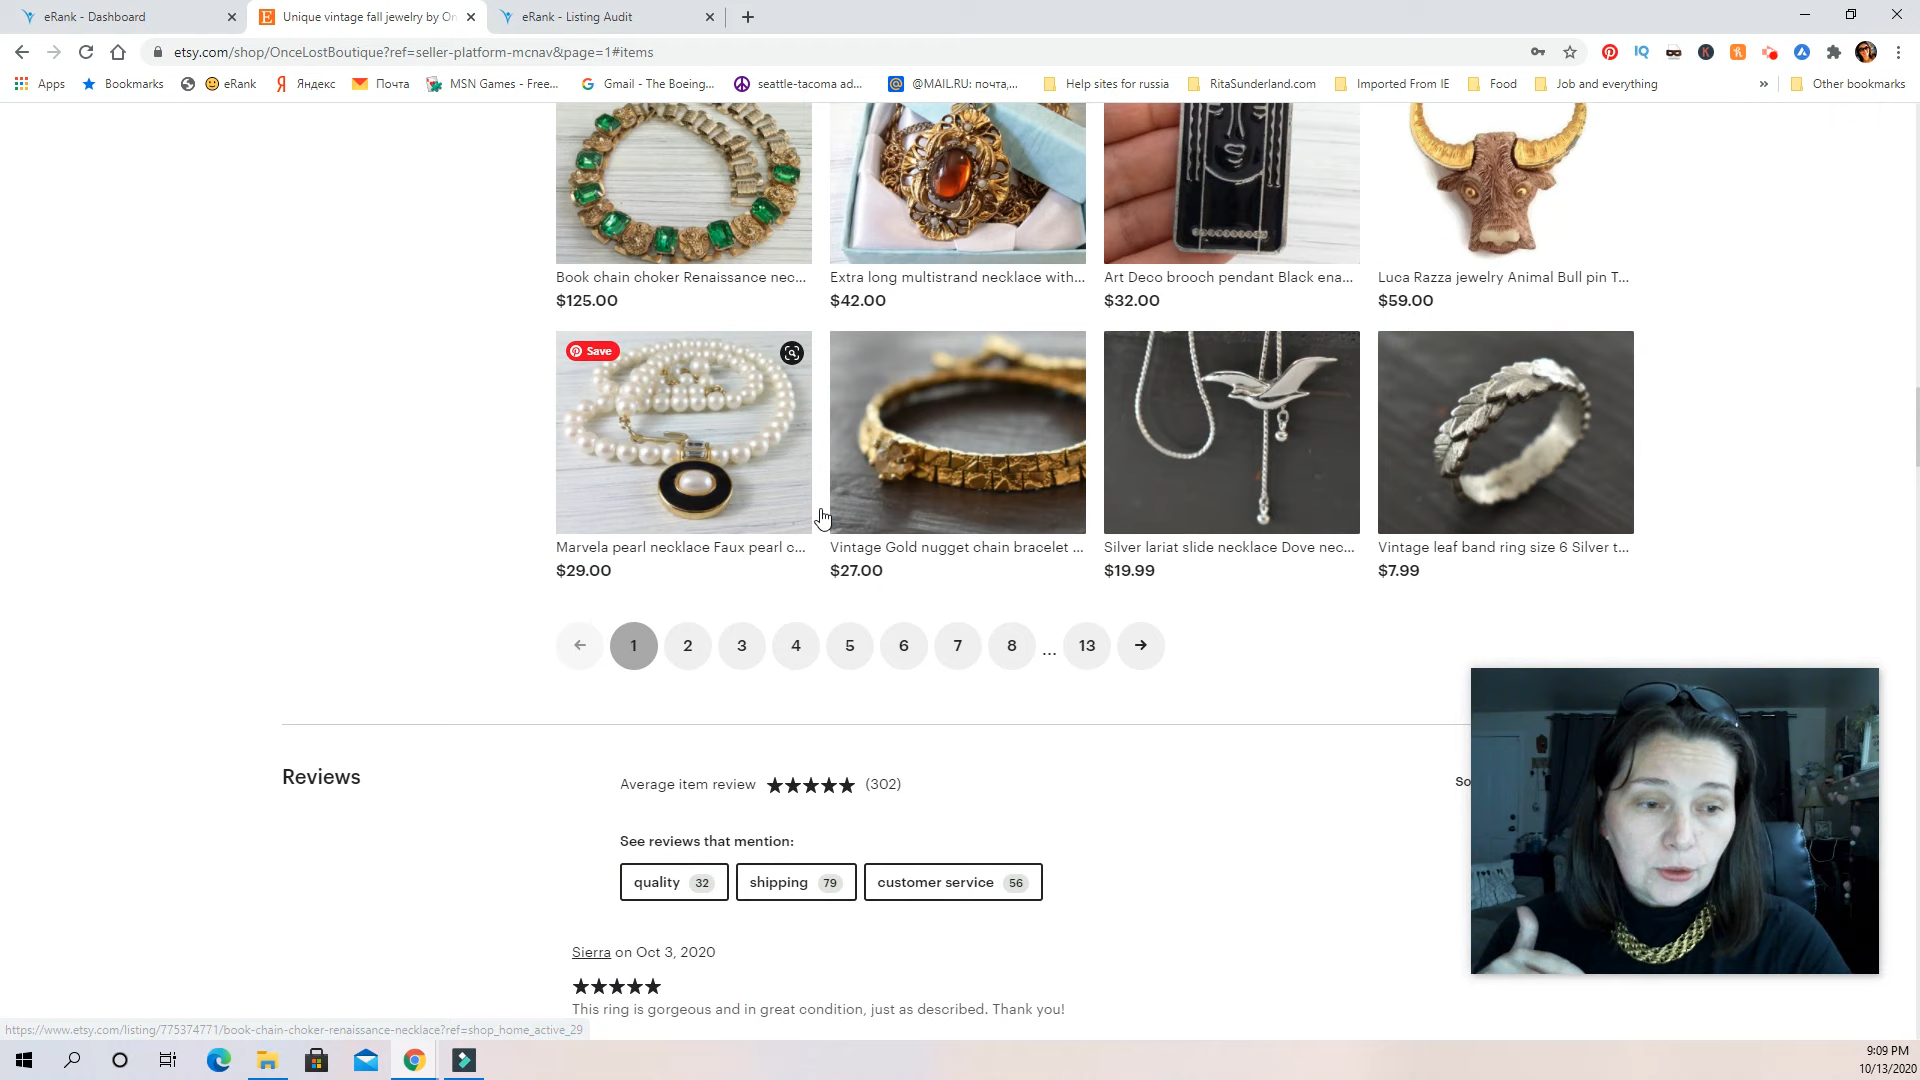 eRank - Dashboard
Unique vintage fall jewelry by On
eRank - Listing Audit
etsy.com/shop/OnceLostBoutique?ref=seller-platform-mcnav&page=1#items
Apps
Bookmarks
eRank
Яндекс
Почта
MSN Games - Free...
Gmail - The Boeing...
seattle-tacoma ad...
@MAIL.RU: почта,...
Help sites for russia
RitaSunderland.com
Imported From IE
Food
Job and everything
»
Other bookmarks
Book chain choker Renaissance nec...
Extra long multistrand necklace with...
Art Deco brooch pendant Black ena...
Luca Razza jewelry Animal Bull pin T...
$125.00
$42.00
$32.00
$59.00
Save
Marvela pearl necklace Faux pearl c...
Vintage Gold nugget chain bracelet ...
Silver lariat slide necklace Dove nec...
Vintage leaf band ring size 6 Silver t...
$29.00
$27.00
$19.99
$7.99
1 2 3 4 5 6 7 8 ... 13
Reviews
Average item review ★★★★★ (302)
So
See reviews that mention:
quality 32
shipping 79
customer service 56
Sierra on Oct 3, 2020
★★★★★
This ring is gorgeous and in great condition, just as described. Thank you!
https://www.etsy.com/listing/775374771/book-chain-choker-renaissance-necklace?ref=shop_home_active_29
9:09 PM
10/13/2020